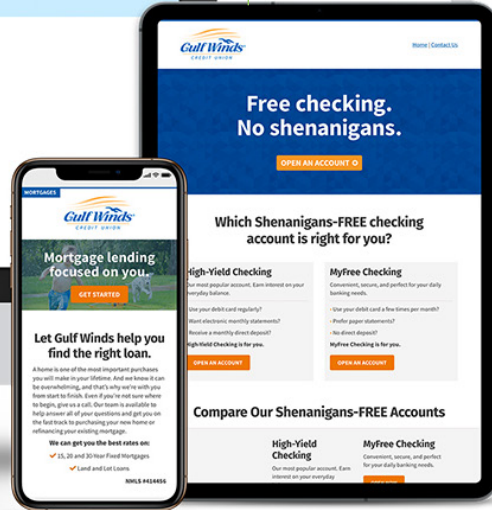 Gulf Winds
CREDIT UNION
Home | Contact Us
Free checking.
No shenanigans.
OPEN AN ACCOUNT
Which Shenanigans-FREE checking
account is right for you?
High-Yield Checking
Our most popular account. Earn interest on your
everyday balance.
Use your debit card regularly?
Want electronic monthly statements?
Receive a monthly direct deposit?
High-Yield Checking is for you.
OPEN AN ACCOUNT
MyFree Checking
Convenient, secure, and perfect for your daily
banking needs.
Use your debit card a few times per month?
Prefer paper statements?
No direct deposit?
MyFree Checking is for you.
OPEN AN ACCOUNT
Compare Our Shenanigans-FREE Accounts
High-Yield
Checking
Our most popular account. Earn
interest on your everyday
MyFree Checking
Convenient, secure, and perfect
for your daily banking needs.
OPEN NOW
MORTGAGES
Gulf Winds
CREDIT UNION
Mortgage lending
focused on you.
GET STARTED
Let Gulf Winds help you
find the right loan.
A home is one of the most important purchases
you will make in your lifetime. And we know it can
be overwhelming, and that's why we're with you
from start to finish. Even if you're not sure where
to begin, give us a call. Our team is available to
help answer all of your questions and get you on
the fast track to purchasing your new home or
refinancing your existing mortgage.
We can get you the best rates on:
15, 20 and 30-Year Fixed Mortgages
Land and Lot Loans
NMLS #414456